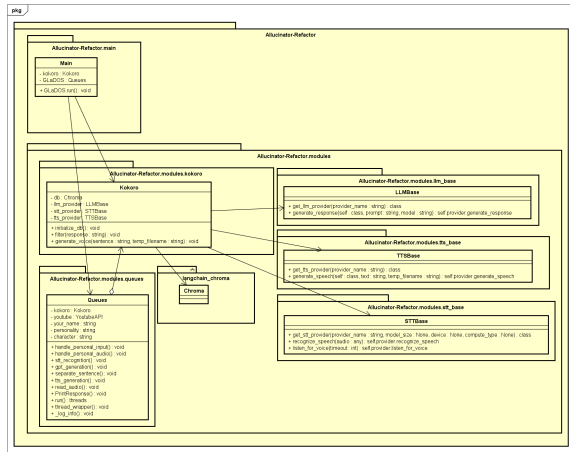 pkg
Allucinator-Refactor
Allucinator-Refactor.main
Main
- kokoro : Kokoro
- GLaDOS : Queues
+ GLaDOS.run() : void
Allucinator-Refactor.modules
Allucinator-Refactor.modules.kokoro
Kokoro
- db : Chroma
- llm_provider : LLMBase
- stt_provider : STTBase
- tts_provider : TTSBase
+ initialize_db() : void
+ filter(response : string) : void
+ generate_voice(sentence : string, temp_filename : string) : void
Allucinator-Refactor.modules.llm_base
LLMBase
+ get_llm_provider(provider_name : string) : class
+ generate_response(self : class, prompt : string, model : string) : self.provider.generate_response
Allucinator-Refactor.modules.tts_base
TTSBase
+ get_tts_provider(provider_name : string) : class
+ generate_speech(self : class, text : string, temp_filename : string) : self.provider.generate_speech
Allucinator-Refactor.modules.stt_base
STTBase
+ get_stt_provider(provider_name : string, model_size : None, device : None, compute_type : None) : class
+ recognize_speech(audio : any) : self.provider.recognize_speech
+ listen_for_voice(timeout : int) : self.provider.listen_for_voice
Allucinator-Refactor.modules.queues
Queues
- kokoro : Kokoro
- youtube : YoutubeAPI
- your_name : string
- personality : string
- character : string
+ handle_personal_input() : void
+ handle_personal_audio() : void
+ stt_recognition() : void
+ gpt_generation() : void
+ separate_sentence() : void
+ tts_generation() : void
+ read_audio() : void
+ PrintResponse() : void
+ run() : threads
+ thread_wrapper() : void
+ _log_info() : void
langchain_chroma
Chroma